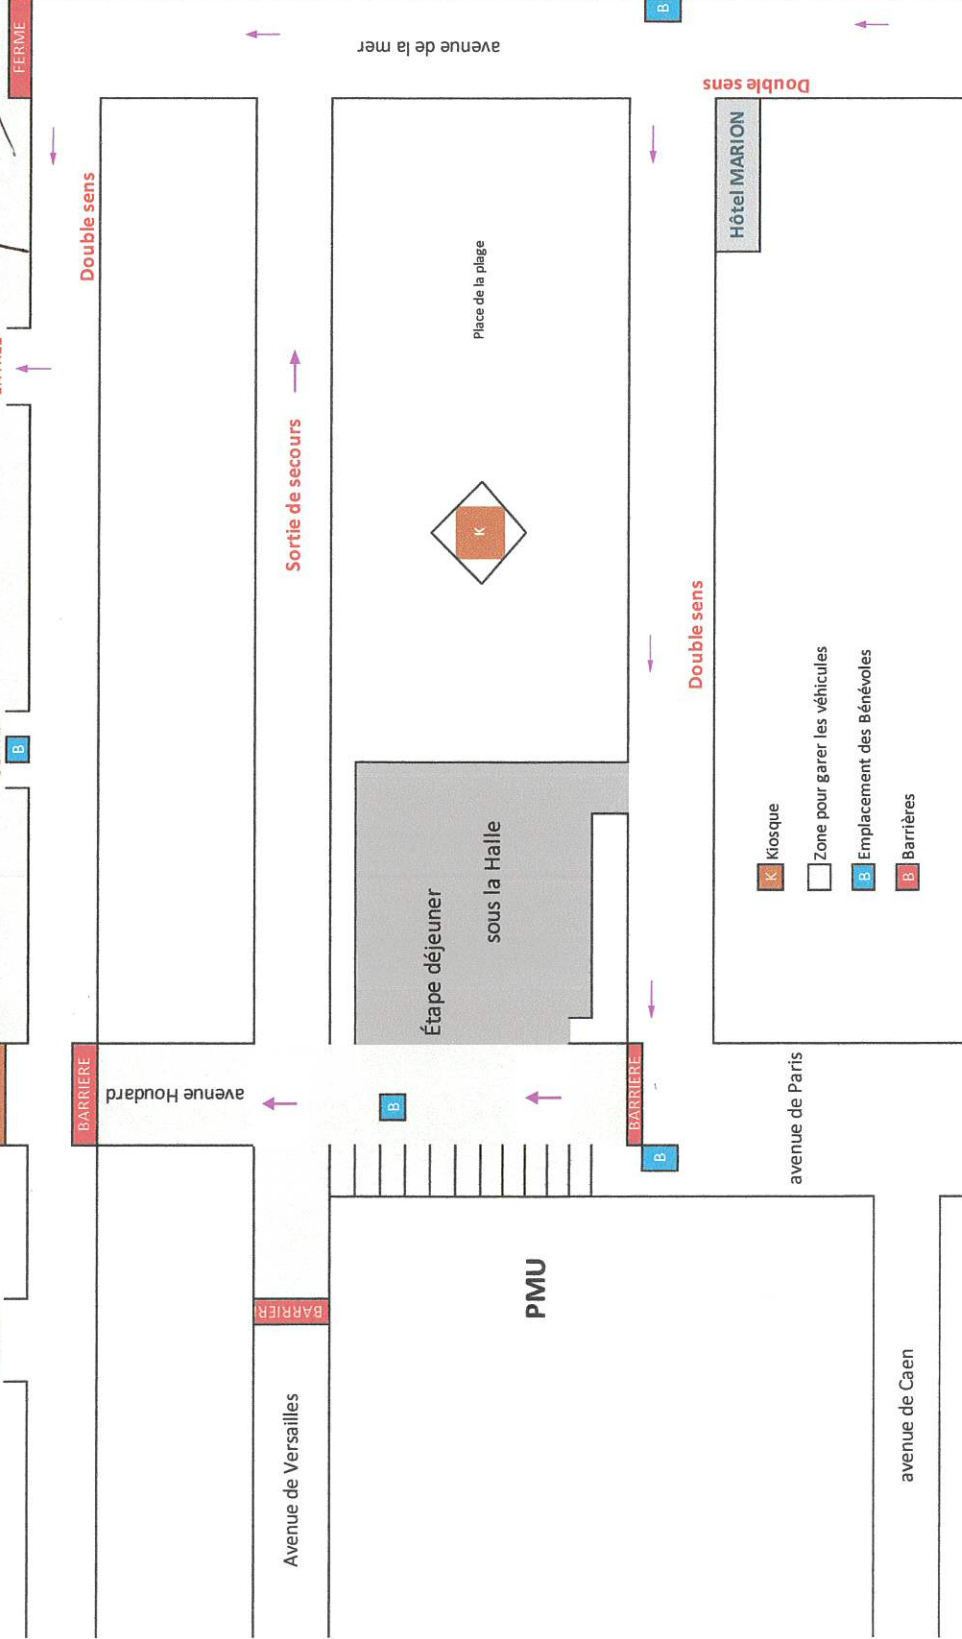 FERME
avenue de la mer
B
Double sens
Double sens
Hôtel MARION
Place de la plage
Sortie de secours
K
Double sens
B
Étape déjeuner
sous la Halle
K Kiosque
Zone pour garer les véhicules
B Emplacement des Bénévoles
B Barrières
BARRIERE
avenue Houdard
B
BARRIERE
B
avenue de Paris
BARRIER
PMU
Avenue de Versailles
avenue de Caen